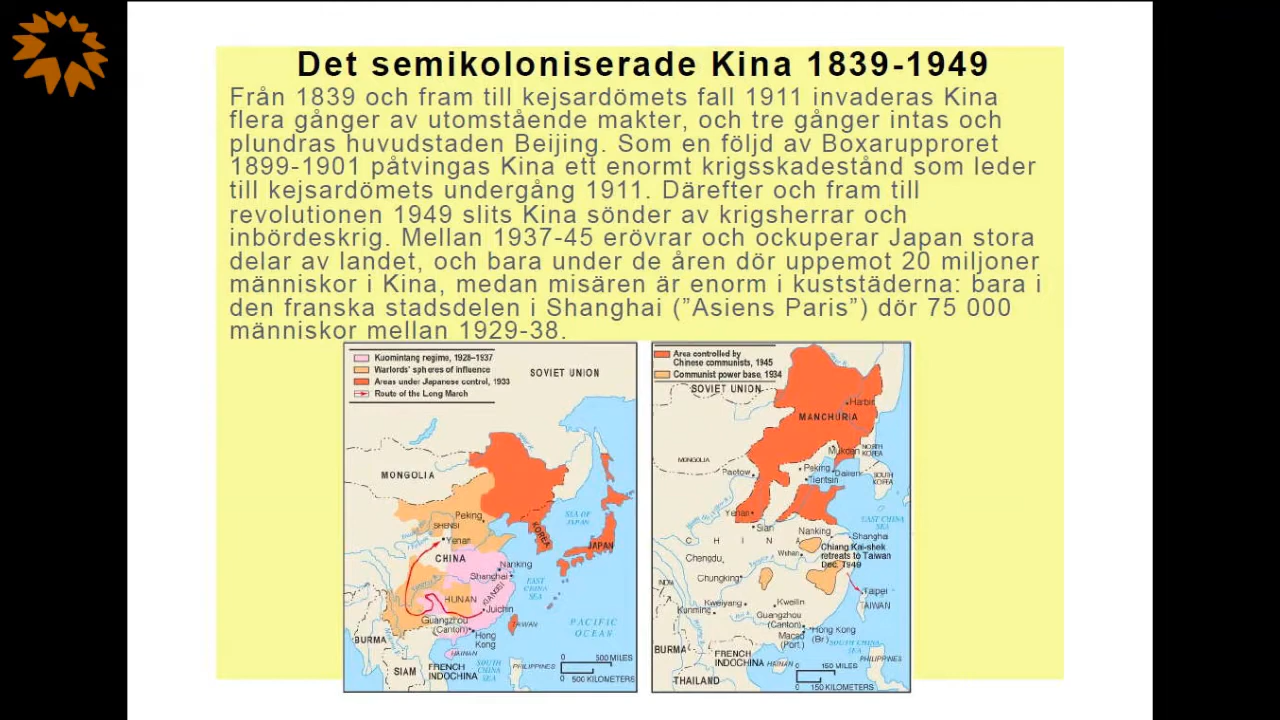 Det semikoloniserade Kina 1839-1949
Från 1839 och fram till kejsardömets fall 1911 invaderas Kina
flera gånger av utomstående makter, och tre gånger intas och
plundras huvudstaden Beijing. Som en följd av Boxarupproret
1899-1901 påtvingas Kina ett enormt krigsskadestånd som leder
till kejsardömets undergång 1911. Därefter och fram till
revolutionen 1949 slits Kina sönder av krigsherrar och
inbördeskrig. Mellan 1937-45 erövrar och ockuperar Japan stora
delar av landet, och bara under de åren dör uppemot 20 miljoner
människor i Kina, medan misären är enorm i kuststäderna: bara i
den franska stadsdelen i Shanghai ("Asiens Paris") dör 75 000
människor mellan 1929-38.
Kuomintang regime, 1928–1937
Warlords' spheres of influence
Areas under Japanese control, 1933
Route of the Long March
SOVIET UNION
MONGOLIA
SEA OF
JAPAN
Peking
SHENSI
Yenan
KOREA
JAPAN
CHINA
Nanking
Shanghai
EAST
CHINA
SEA
KIANGSI
HUNAN
Juichin
Guangzhou
(Canton)
TAIWAN
PACIFIC
OCEAN
Hong
Kong
BURMA
HAINAN
SIAM
FRENCH
INDOCHINA
SOUTH
CHINA
SEA
PHILIPPINES
0 500 MILES
0 500 KILOMETERS
Area controlled by
Chinese communists, 1945
Communist power base, 1934
SOVIET UNION
Harbin
MANCHURIA
MONGOLIA
Mukden
NORTH
KOREA
Paotow
Peking
Dairen
Tientsin
SOUTH
KOREA
Yenan
Sian
EAST CHINA
SEA
CHINA
Nanking
Shanghai
Wuhan
Chiang Kai-shek
retreats to Taiwan
Dec. 1949
Chengdu
Chungking
Taipei
TAIWAN
Kweiyang
Kweilin
Kunming
Guangzhou
(Canton)
Macao
(Port.)
Hong Kong
(Br.)
BURMA
FRENCH
INDOCHINA
HAINAN
SOUTH CHINA
SEA
PHILIPPINES
THAILAND
0 150 MILES
0 150 KILOMETERS